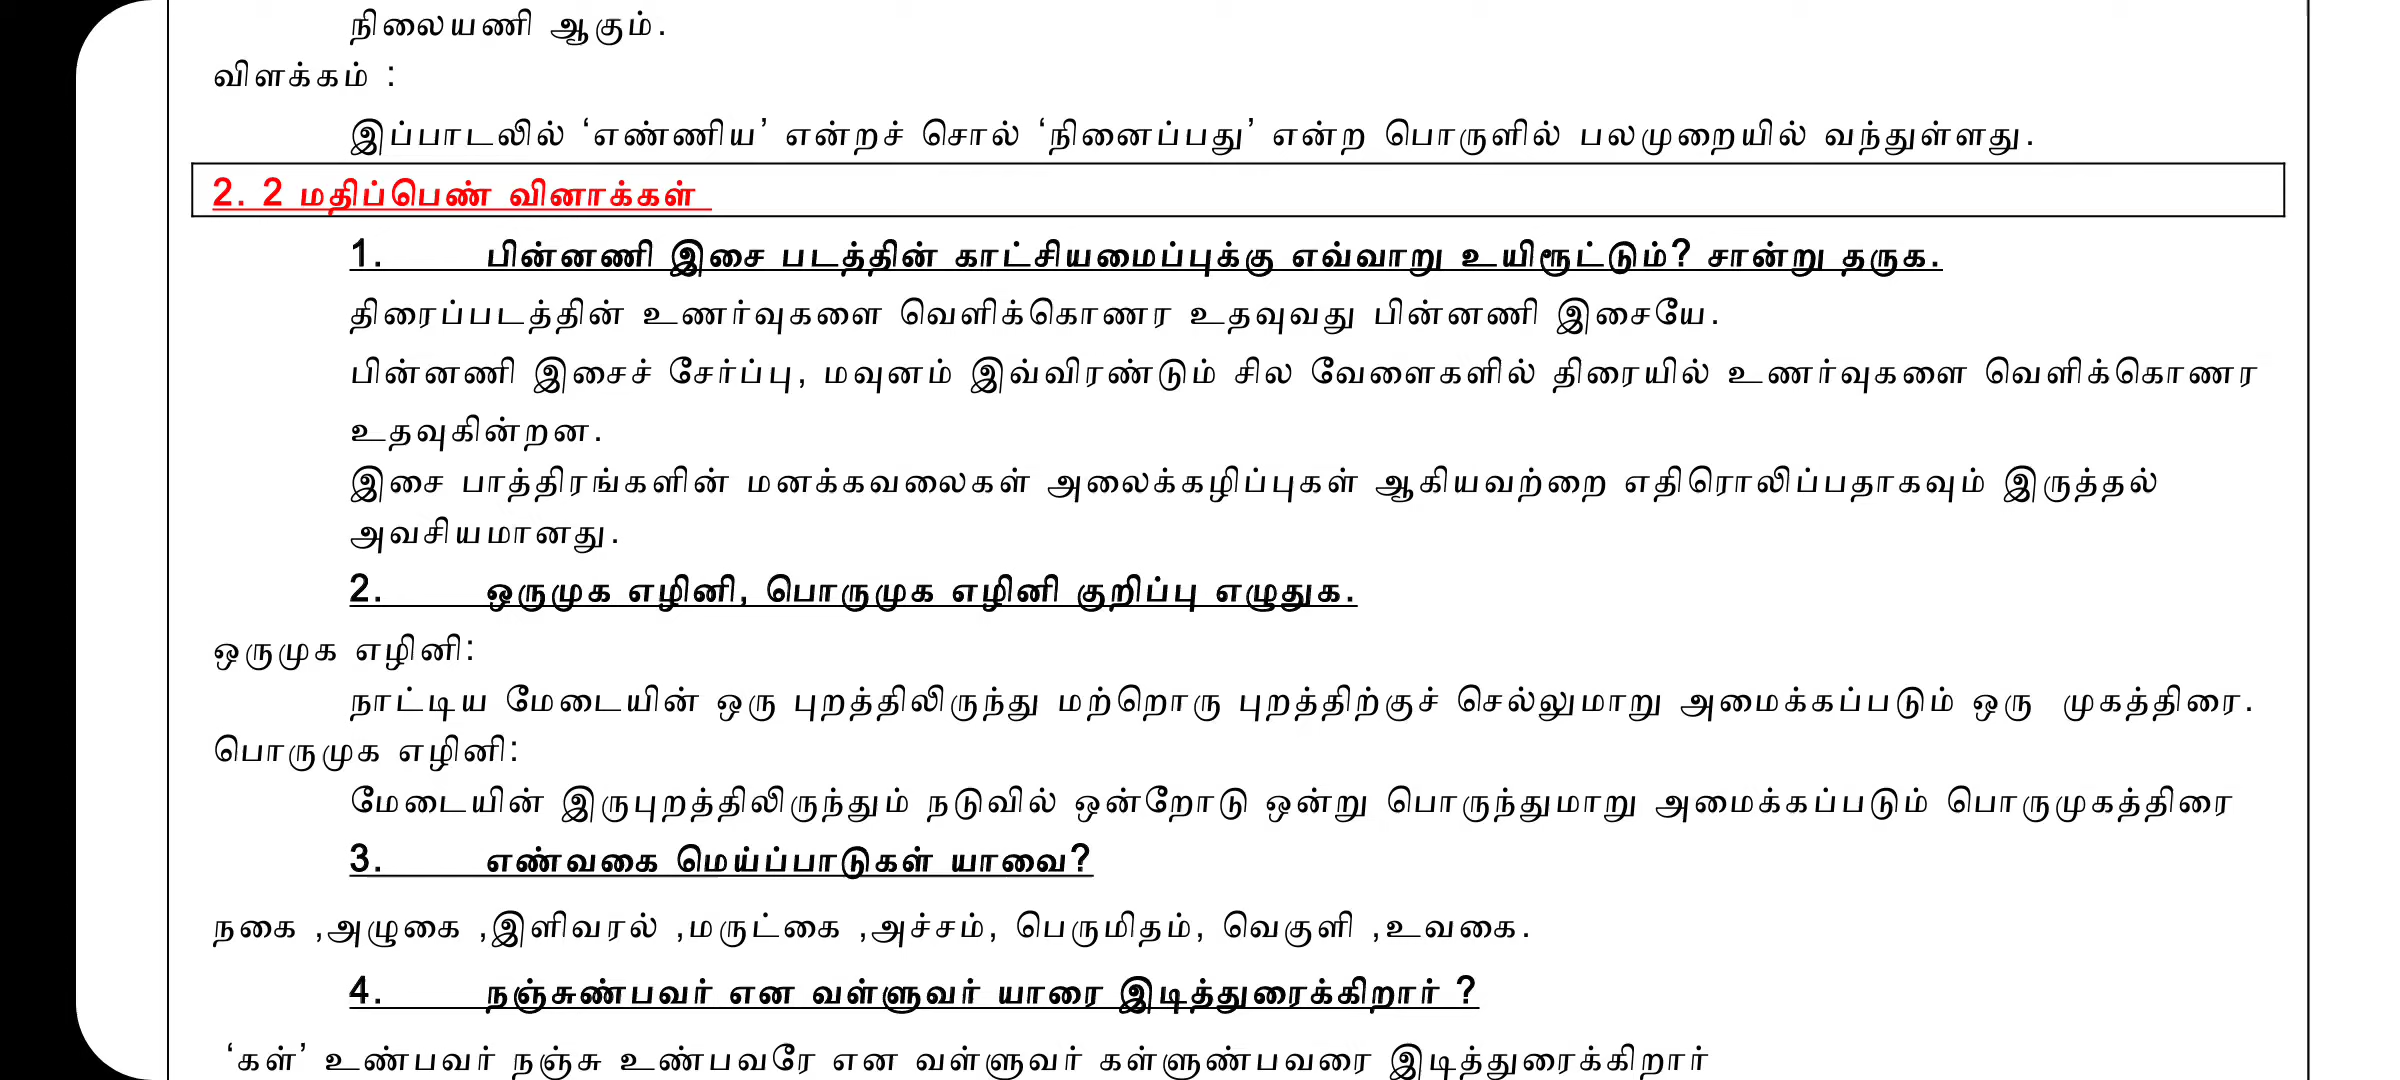 நிலையணி ஆகும்.
விளக்கம் :
இப்பாடலில் ‘எண்ணிய’ என்றச் சொல் ‘நினைப்பது’ என்ற பொருளில் பலமுறையில் வந்துள்ளது.
2. 2 மதிப்பெண் வினாக்கள்
1. பின்னணி இசை படத்தின் காட்சியமைப்புக்கு எவ்வாறு உயிரூட்டும்? சான்று தருக.
திரைப்படத்தின் உணர்வுகளை வெளிக்கொணர உதவுவது பின்னணி இசையே.
பின்னணி இசைச் சேர்ப்பு, மவுனம் இவ்விரண்டும் சில வேளைகளில் திரையில் உணர்வுகளை வெளிக்கொணர
உதவுகின்றன.
இசை பாத்திரங்களின் மனக்கவலைகள் அலைக்கழிப்புகள் ஆகியவற்றை எதிரொலிப்பதாகவும் இருத்தல்
அவசியமானது.
2. ஒருமுக எழினி, பொருமுக எழினி குறிப்பு எழுதுக.
ஒருமுக எழினி:
நாட்டிய மேடையின் ஒரு புறத்திலிருந்து மற்றொரு புறத்திற்குச் செல்லுமாறு அமைக்கப்படும் ஒரு முகத்திரை.
பொருமுக எழினி:
மேடையின் இருபுறத்திலிருந்தும் நடுவில் ஒன்றோடு ஒன்று பொருந்துமாறு அமைக்கப்படும் பொருமுகத்திரை
3. எண்வகை மெய்ப்பாடுகள் யாவை?
நகை ,அழுகை ,இளிவரல் ,மருட்கை ,அச்சம், பெருமிதம், வெகுளி ,உவகை.
4. நஞ்சுண்பவர் என வள்ளுவர் யாரை இடித்துரைக்கிறார் ?
‘கள்’ உண்பவர் நஞ்சு உண்பவரே என வள்ளுவர் கள்ளுண்பவரை இடித்துரைக்கிறார்